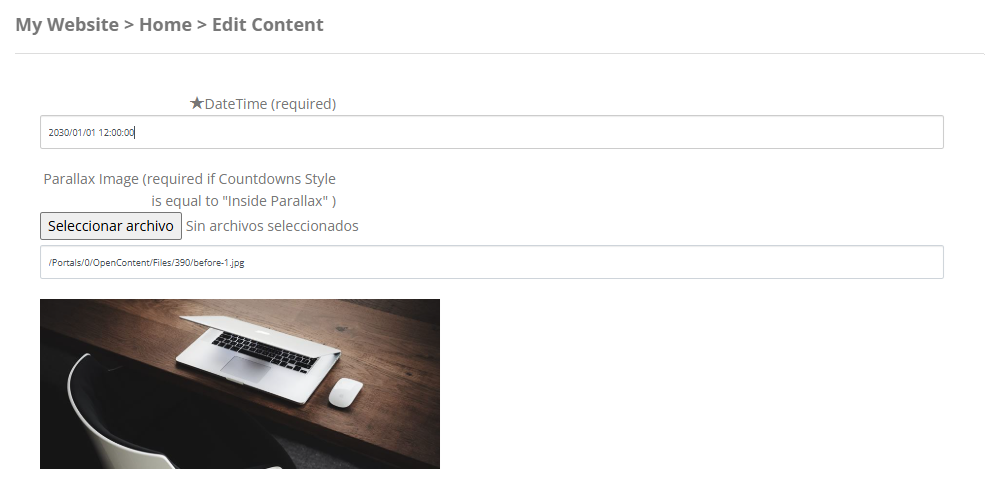 My Website > Home > Edit Content
★DateTime (required)
2030/01/01 12:00:00
Parallax Image (required if Countdowns Style
is equal to "Inside Parallax" )
Seleccionar archivo Sin archivos seleccionados
/Portals/0/OpenContent/Files/390/before-1.jpg